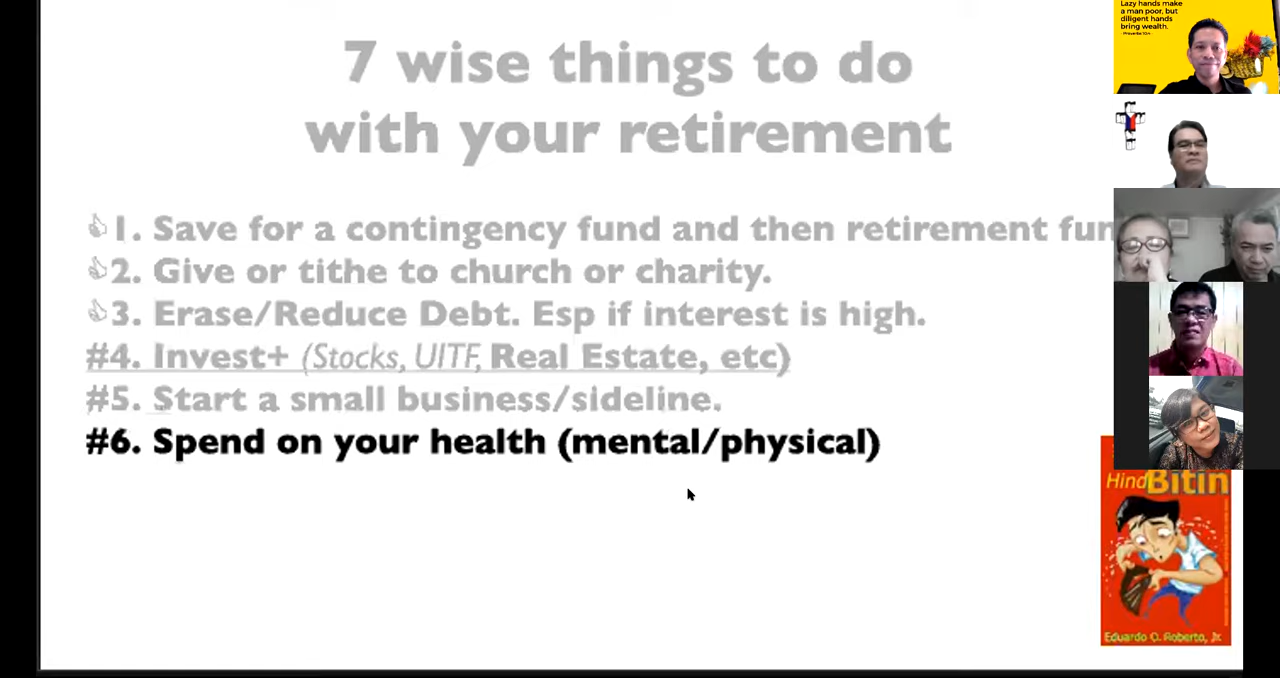 7 wise things to do
with your retirement
1. Save for a contingency fund and then retirement fun
2. Give or tithe to church or charity.
3. Erase/Reduce Debt. Esp if interest is high.
#4. Invest+ (Stocks, UITF, Real Estate, etc)
#5. Start a small business/sideline.
#6. Spend on your health (mental/physical)
Lazy hands make
a man poor, but
diligent hands
bring wealth.
Hindi Bitin
Eduardo O. Roberto, Jr.